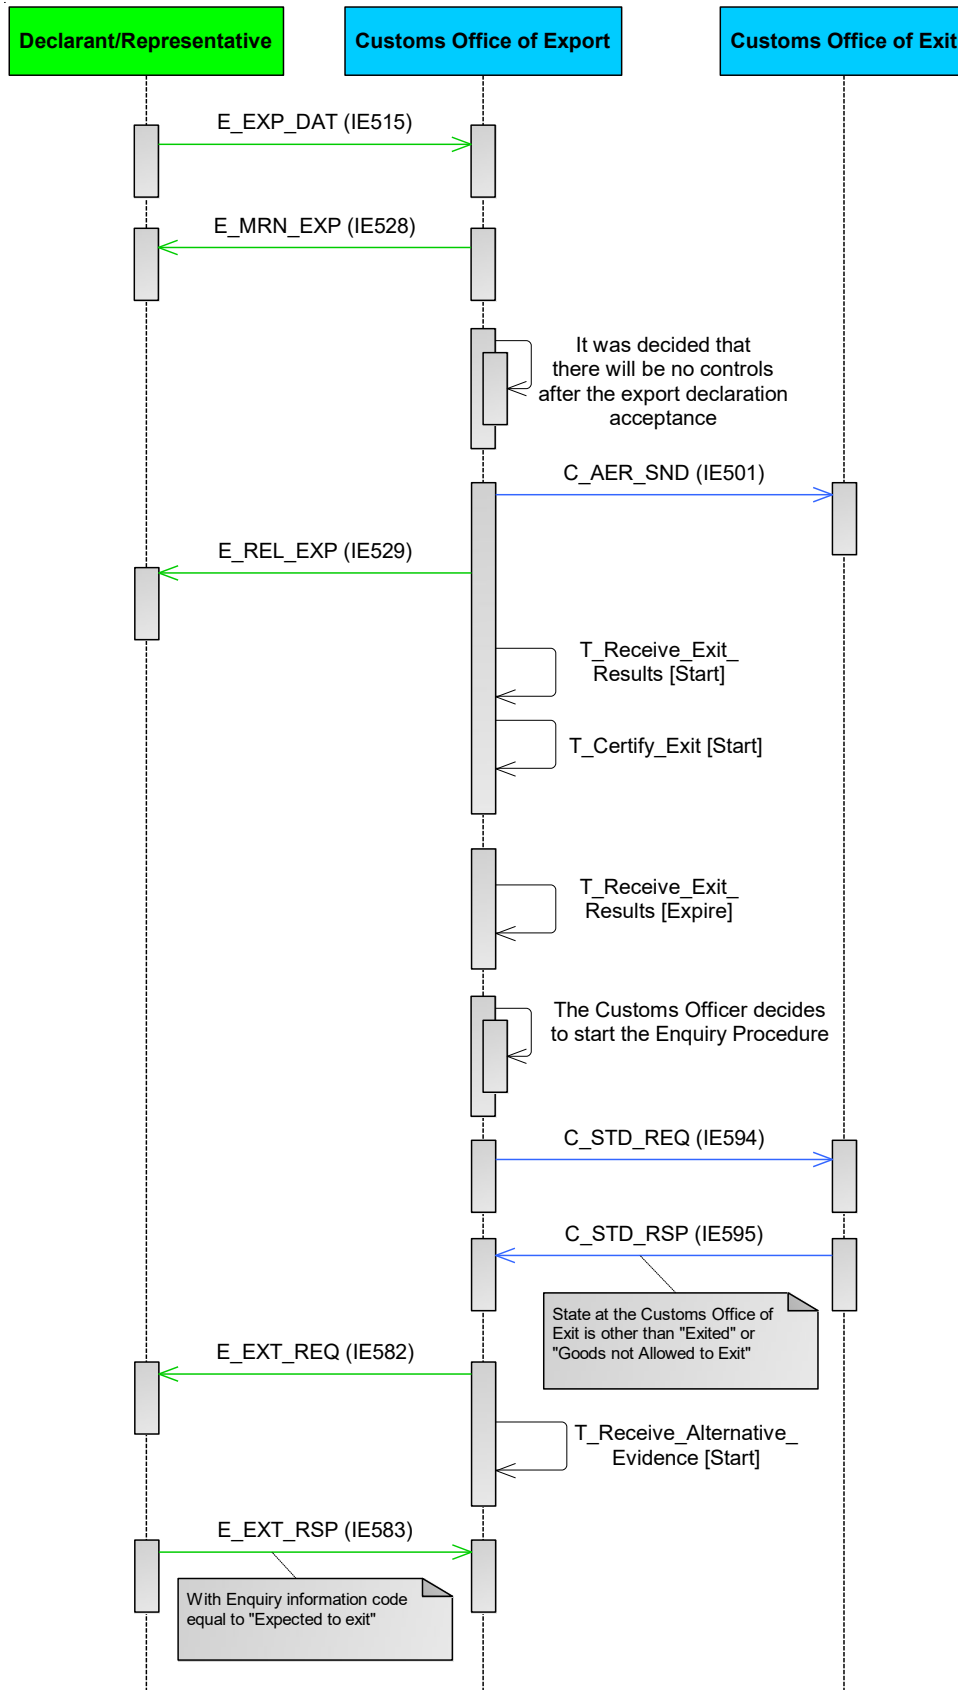 Declarant/Representative
Customs Office of Export
Customs Office of Exit
E_EXP_DAT (IE515)
E_MRN_EXP (IE528)
It was decided that
there will be no controls
after the export declaration
acceptance
C_AER_SND (IE501)
E_REL_EXP (IE529)
T_Receive_Exit_
Results [Start]
T_Certify_Exit [Start]
T_Receive_Exit_
Results [Expire]
The Customs Officer decides
to start the Enquiry Procedure
C_STD_REQ (IE594)
C_STD_RSP (IE595)
State at the Customs Office of
Exit is other than "Exited" or
"Goods not Allowed to Exit"
E_EXT_REQ (IE582)
T_Receive_Alternative_
Evidence [Start]
E_EXT_RSP (IE583)
With Enquiry information code
equal to "Expected to exit"